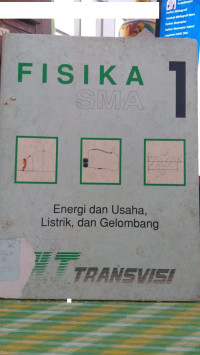 FISIKA
SMA
1
Energi dan Usaha,
Listrik, dan Gelombang
TRANSVISI